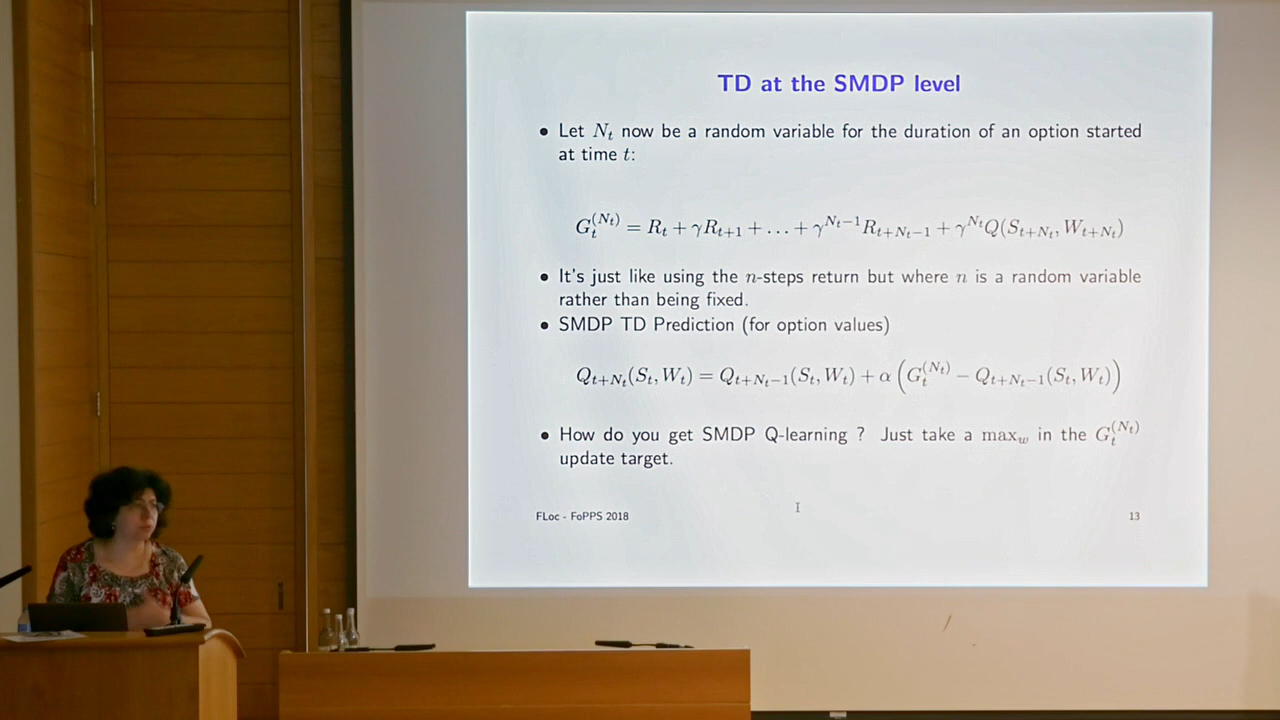 TD at the SMDP level
• Let N_t now be a random variable for the duration of an option started
at time t:
G_t^{(N_t)} = R_t + γR_{t+1} + … + γ^{N_t−1}R_{t+N_t−1} + γ^{N_t}Q(S_{t+N_t}, W_{t+N_t})
• It's just like using the n-steps return but where n is a random variable
rather than being fixed.
• SMDP TD Prediction (for option values)
Q_{t+N_t}(S_t, W_t) = Q_{t+N_t−1}(S_t, W_t) + α (G_t^{(N_t)} − Q_{t+N_t−1}(S_t, W_t))
• How do you get SMDP Q-learning ? Just take a max_w in the G_t^{(N_t)}
update target.
FLoc - FoPPS 2018
13